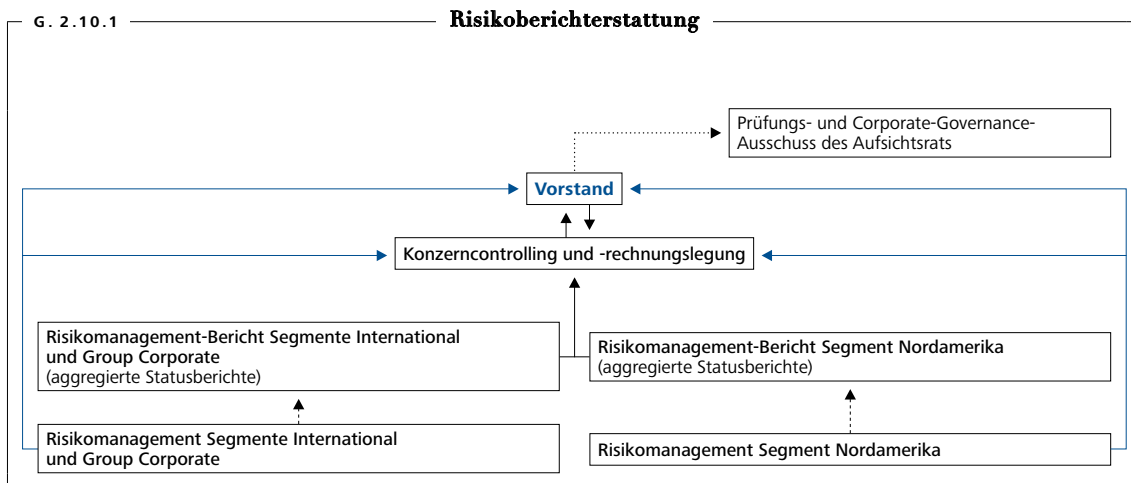 G. 2.10.1
Risikoberichterstattung
Prüfungs- und Corporate-Governance-
Ausschuss des Aufsichtsrats
Vorstand
Konzerncontrolling und -rechnungslegung
Risikomanagement-Bericht Segmente International
und Group Corporate
(aggregierte Statusberichte)
Risikomanagement-Bericht Segment Nordamerika
(aggregierte Statusberichte)
Risikomanagement Segmente International
und Group Corporate
Risikomanagement Segment Nordamerika